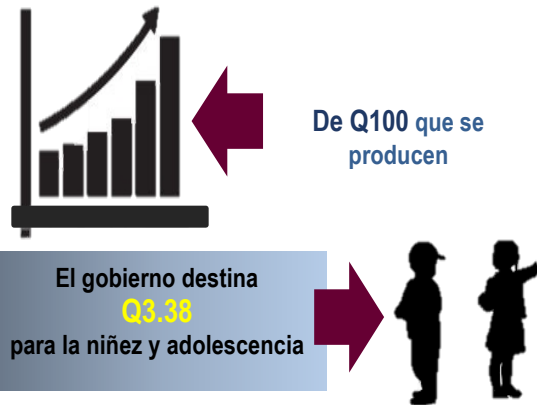 De Q100 que se
producen
El gobierno destina
Q3.38
para la niñez y adolescencia